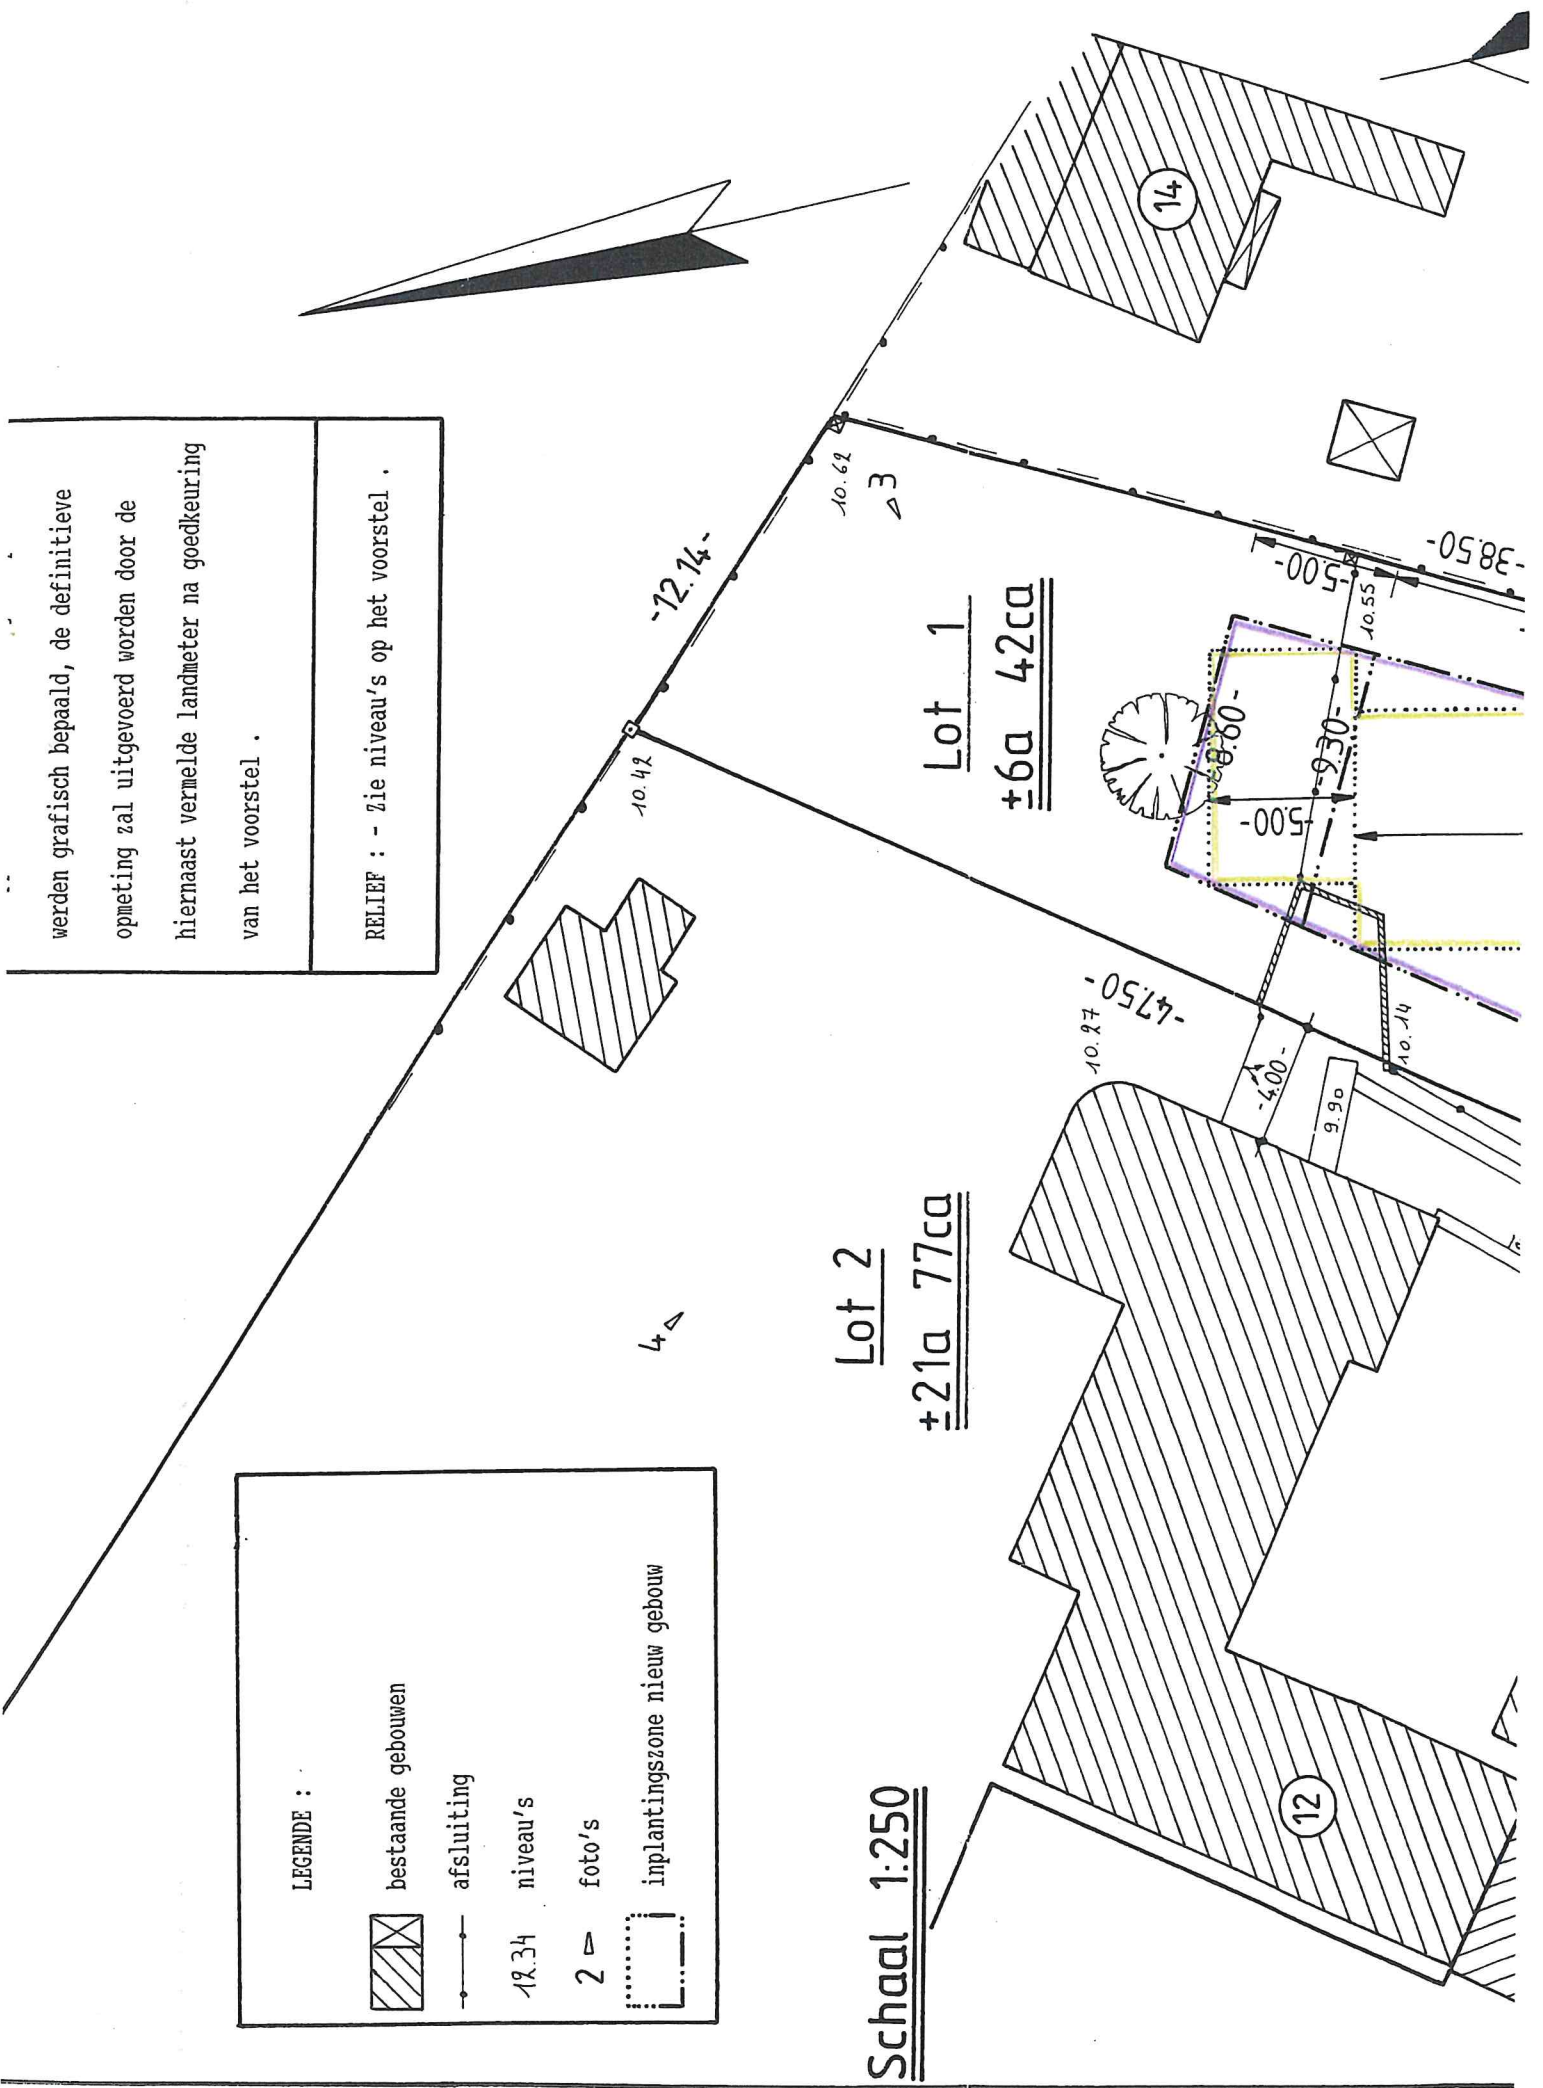 werden grafisch bepaald, de definitieve
opmeting zal uitgevoerd worden door de
hiernaast vermelde landmeter na goedkeuring
van het voorstel .
RELIEF : - Zie niveau's op het voorstel .
LEGENDE :
bestaande gebouwen
afsluiting
12.34 niveau's
2 foto's
inplantingszone nieuw gebouw
Schaal 1:250
Lot 2
±21a 77ca
Lot 1
±6a 42ca
-12.14-
10.42
10.62
3
4
14
12
-47.50-
10.27
-4.00-
9.90
10.14
-8.60-
-9.30-
-5.00-
-5.00-
10.55
-38.50-